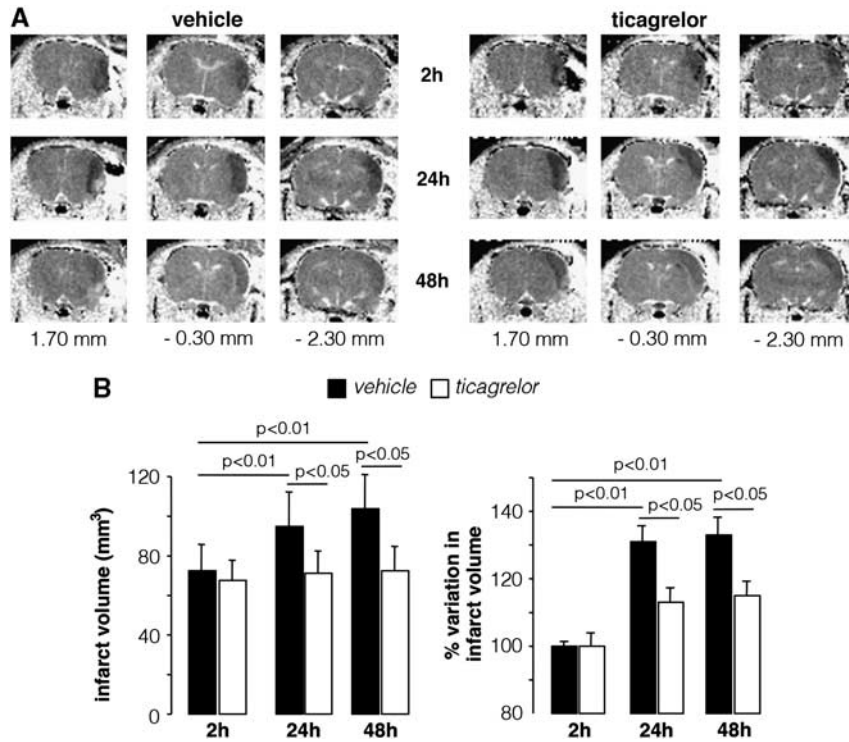 A
vehicle
ticagrelor
2h
24h
48h
1.70 mm
- 0.30 mm
- 2.30 mm
1.70 mm
- 0.30 mm
- 2.30 mm
B
vehicle
ticagrelor
p<0.01
p<0.01
p<0.05
p<0.05
infarct volume (mm³)
120
80
60
40
0
2h
24h
48h
p<0.01
p<0.01
p<0.05
p<0.05
% variation in
infarct volume
140
130
110
100
80
2h
24h
48h